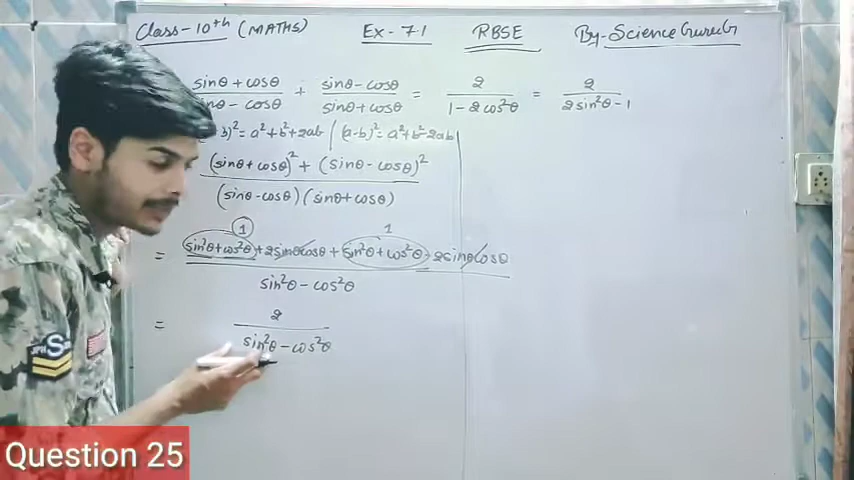 Class-10th (MATHS) Ex-7.1 RBSE By-ScienceGuruG
sinθ+cosθ / sinθ-cosθ + sinθ-cosθ / sinθ+cosθ = 2 / 1-2cos²θ = 2 / 2sin²θ-1
b)² = a²+b²+2ab / (a-b)² = a²+b²-2ab
(sinθ+cosθ)² + (sinθ-cosθ)²
(sinθ-cosθ)(sinθ+cosθ)
1 1
= sin²θ+cos²θ+2sinθcosθ + sin²θ+cos²θ-2sinθcosθ
sin²θ-cos²θ
= 2
sin²θ-cos²θ
Question 25